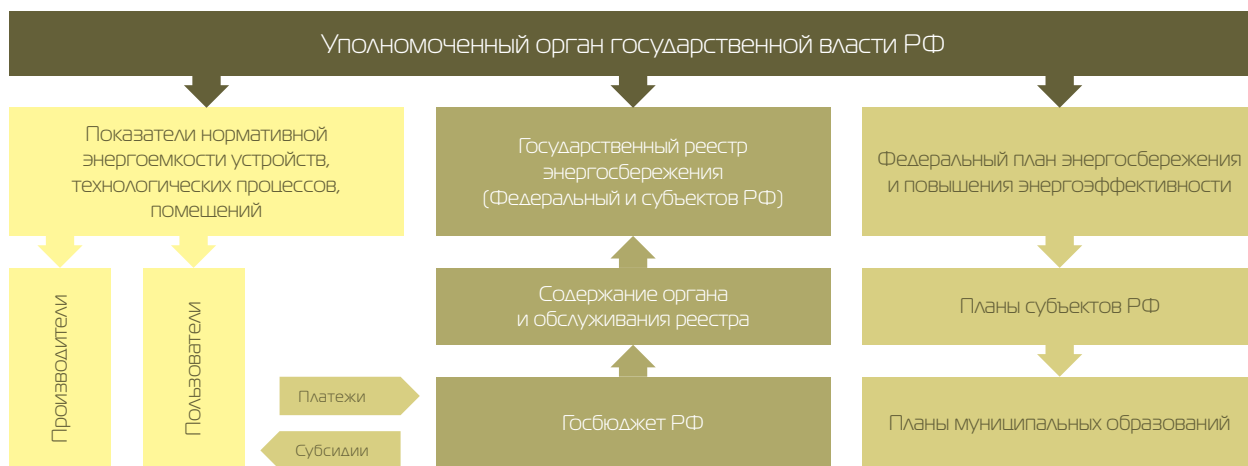 Уполномоченный орган государственной власти РФ
Показатели нормативной
энергоемкости устройств,
технологических процессов,
помещений
Производители
Пользователи
Платежи
Субсидии
Государственный реестр
энергосбережения
(Федеральный и субъектов РФ)
Содержание органа
и обслуживания реестра
Госбюджет РФ
Федеральный план энергосбережения
и повышения энергоэффективности
Планы субъектов РФ
Планы муниципальных образований